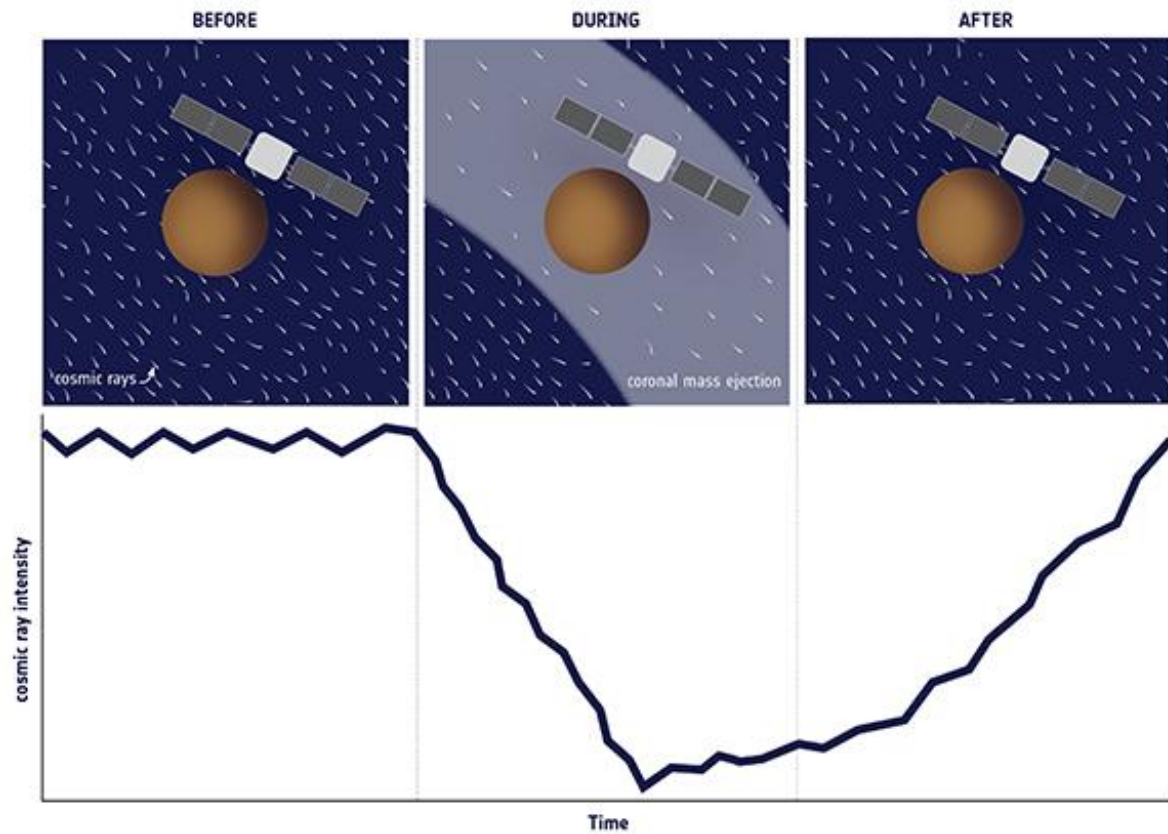 BEFORE
DURING
AFTER
cosmic rays
coronal mass ejection
cosmic ray intensity
Time